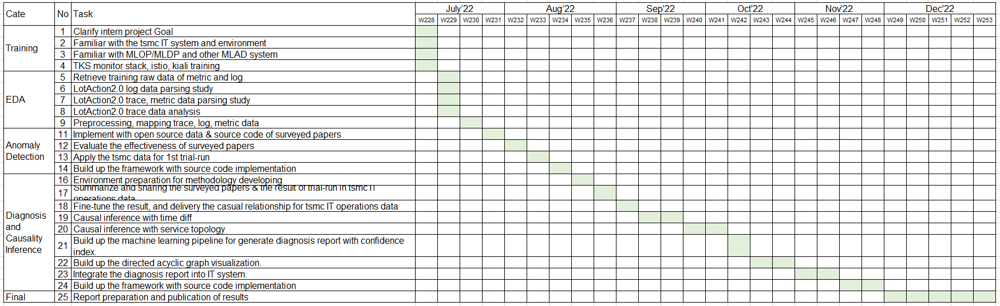 Cate No Task July'22 Aug'22 Sep'22 Oct'22 Nov'22 Dec'22
W228 W229 W230 W231 W232 W233 W234 W235 W236 W237 W238 W239 W240 W241 W242 W243 W244 W245 W246 W247 W248 W249 W250 W251 W252 W253
Training
1 Clarify intern project Goal
2 Familiar with the tsmc IT system and environment
3 Familiar with MLOP/MLDP and other MLAD system
4 TKS monitor stack, istio, kiali training
EDA
5 Retrieve training raw data of metric and log
6 LotAction2.0 log data parsing study
7 LotAction2.0 trace, metric data parsing study
8 LotAction2.0 trace data analysis
9 Preprocessing, mapping trace, log, metric data
Anomaly
Detection
11 Implement with open source data & source code of surveyed papers
12 Evaluate the effectiveness of surveyed papers
13 Apply the tsmc data for 1st trial-run
14 Build up the framework with source code implementation
Diagnosis
and
Causality
Inference
16 Environment preparation for methodology developing
17 Summarize and sharing the surveyed papers & the result of trial-run in tsmc IT
operations data
18 Fine-tune the result, and delivery the casual relationship for tsmc IT operations data
19 Causal inference with time diff
20 Causal inference with service topology
21 Build up the machine learning pipeline for generate diagnosis report with confidence
index.
22 Build up the directed acyclic graph visualization.
23 Integrate the diagnosis report into IT system.
24 Build up the framework with source code implementation
Final
25 Report preparation and publication of results